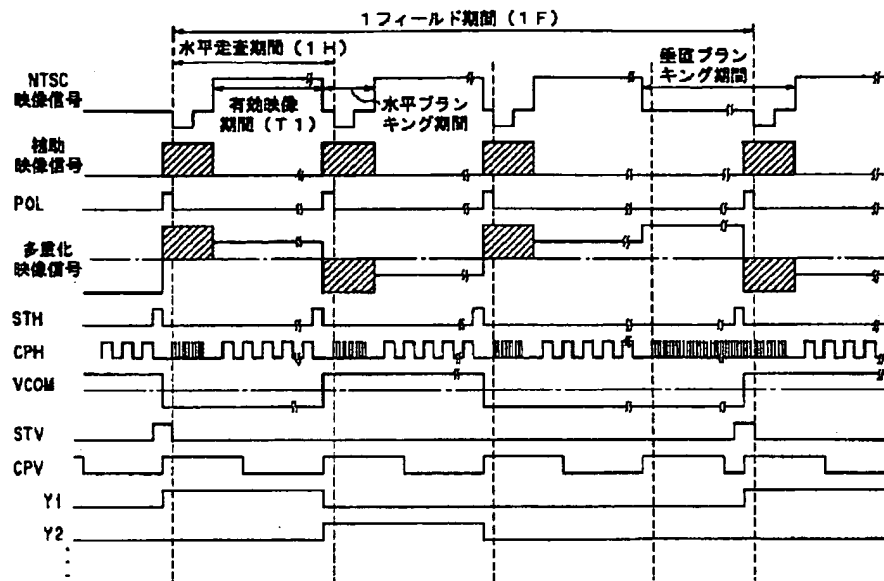 1フィールド期間(1F)
水平走査期間(1H)
垂直ブラン
キング期間
NTSC
映像信号
有効映像
期間(T1)
水平ブラン
キング期間
補助
映像信号
POL
多重化
映像信号
STH
CPH
VCOM
STV
CPV
Y1
Y2